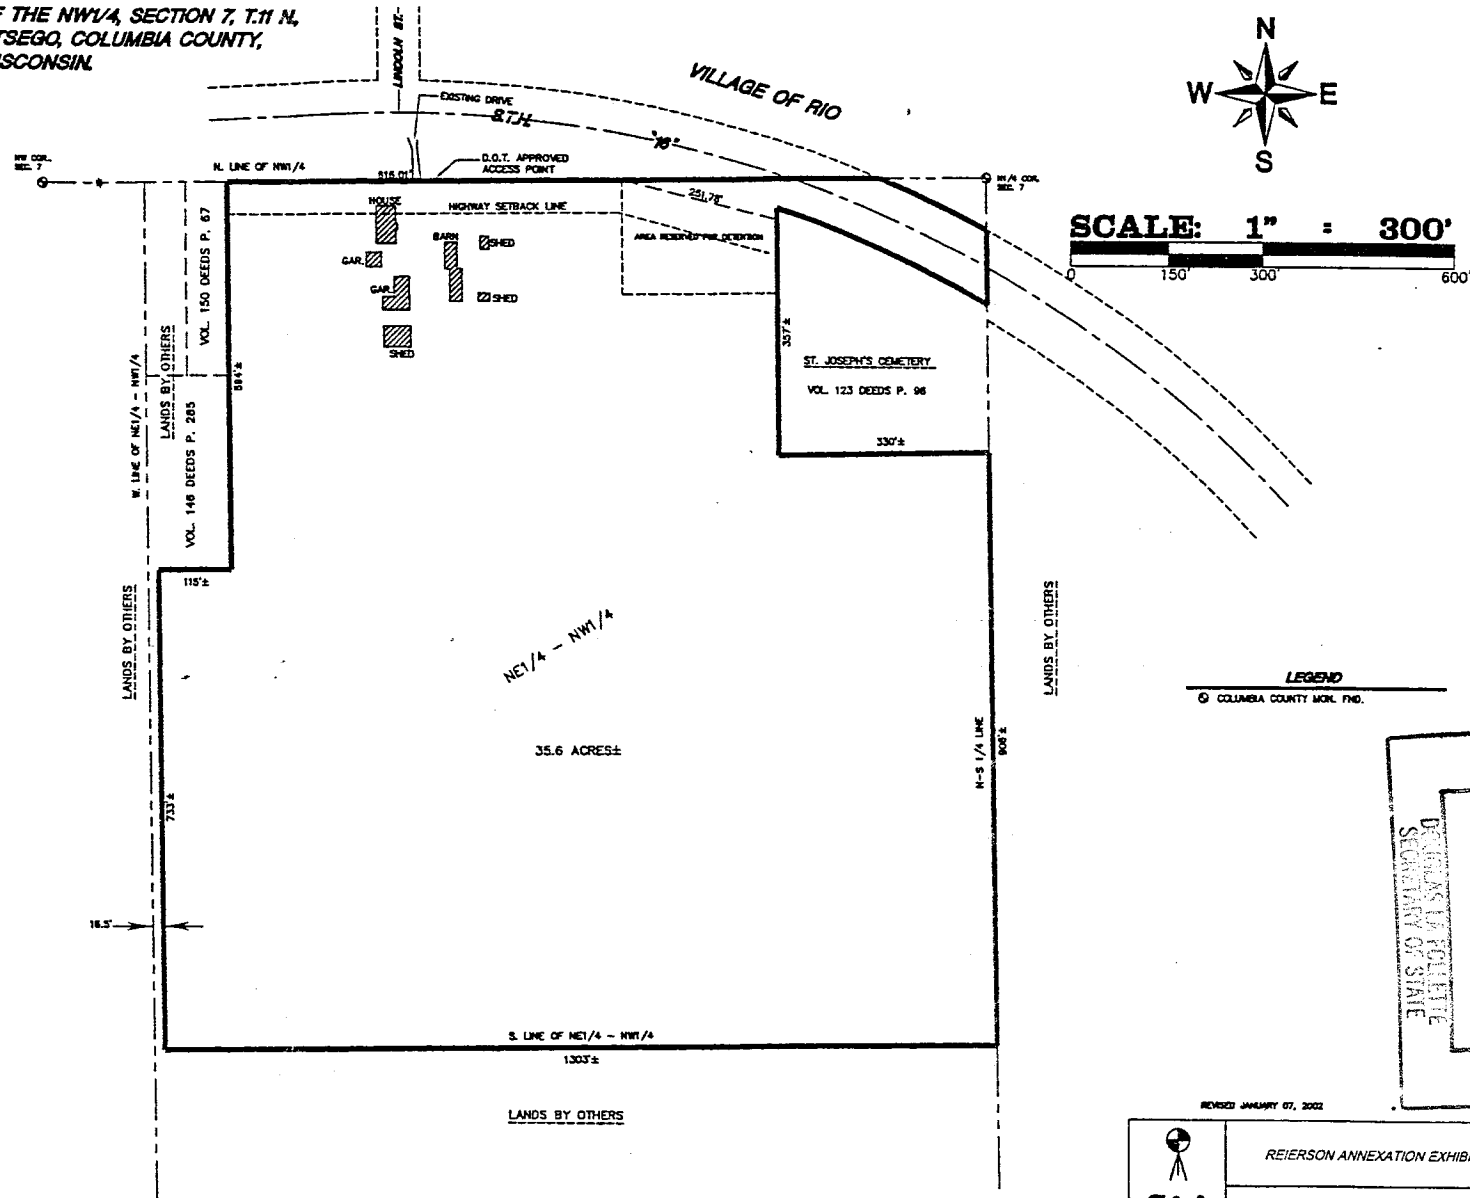 F THE NW1/4, SECTION 7, T.11 N.,
TSEGO, COLUMBIA COUNTY,
ISCONSIN.
LINCOLN ST.
EXISTING DRIVE
S.T.H.
"16"
VILLAGE OF RIO
N
W E
S
NW COR.
SEC. 7
N. LINE OF NW1/4
515.01'
D.O.T. APPROVED
ACCESS POINT
N1/4 COR.
SEC. 7
SCALE: 1" = 300'
0 150' 300' 600'
HOUSE
HIGHWAY SETBACK LINE
251.78'
BARN
SHED
AREA RESERVED FOR DETENTION
GAR.
GAR.
SHED
SHED
VOL. 150 DEEDS P. 67
LANDS BY OTHERS
W. LINE OF NE1/4 - NW1/4
594'±
357'±
ST. JOSEPH'S CEMETERY
VOL. 123 DEEDS P. 96
330'±
VOL. 146 DEEDS P. 285
115'±
LANDS BY OTHERS
NE1/4 - NW1/4
LANDS BY OTHERS
LEGEND
COLUMBIA COUNTY MON. FND.
35.6 ACRES±
N-S 1/4 LINE
906'±
733'±
DOUGLAS LA FOLLETTE
SECRETARY OF STATE
16.5'
S. LINE OF NE1/4 - NW1/4
1303'±
LANDS BY OTHERS
REVISED JANUARY 07, 2002
REIERSON ANNEXATION EXHIB